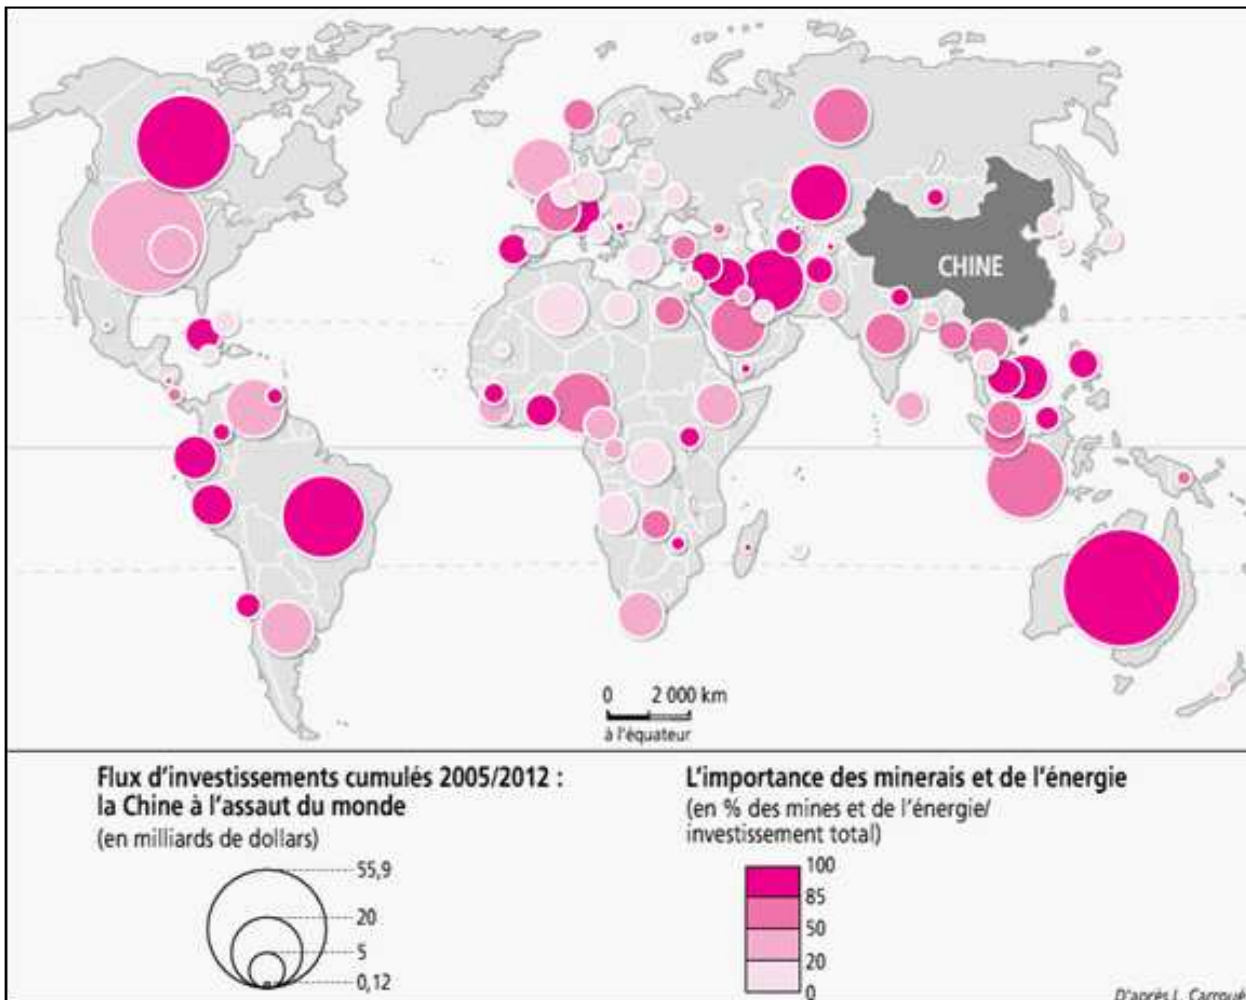 CHINE
0 2 000 km
à l'équateur
Flux d'investissements cumulés 2005/2012 :
la Chine à l'assaut du monde
(en milliards de dollars)
55,9
20
5
0,12
L'importance des minerais et de l'énergie
(en % des mines et de l'énergie/
investissement total)
100
85
50
20
0
D'après L. Carroué